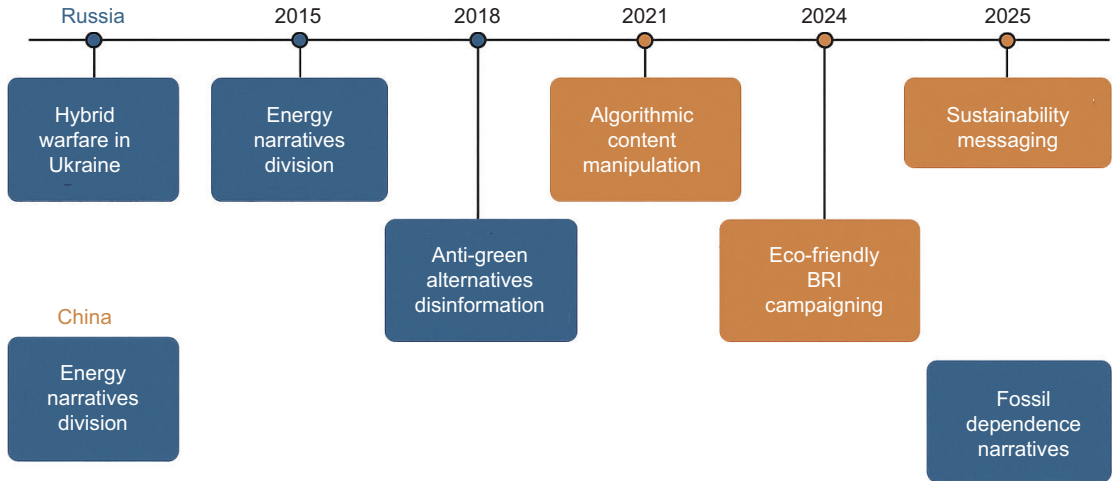 Russia
2015
2018
2021
2024
2025
Hybrid
warfare in
Ukraine
Energy
narratives
division
Algorithmic
content
manipulation
Sustainability
messaging
Anti-green
alternatives
disinformation
Eco-friendly
BRI
campaigning
China
Energy
narratives
division
Fossil
dependence
narratives